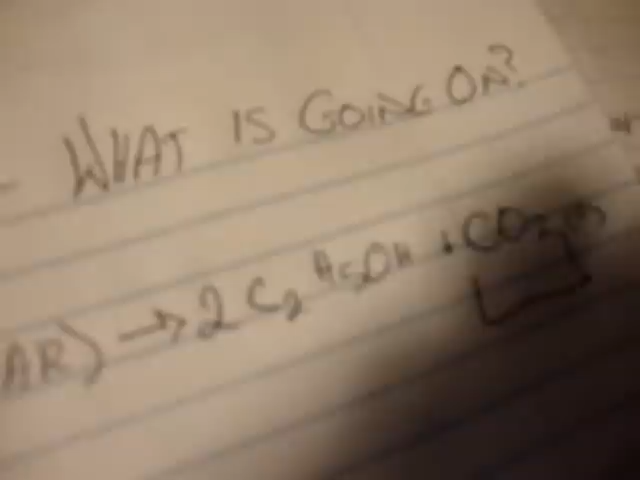 - WHAT IS GOING ON?
AR) → 2 C₂H₅OH + CO₂